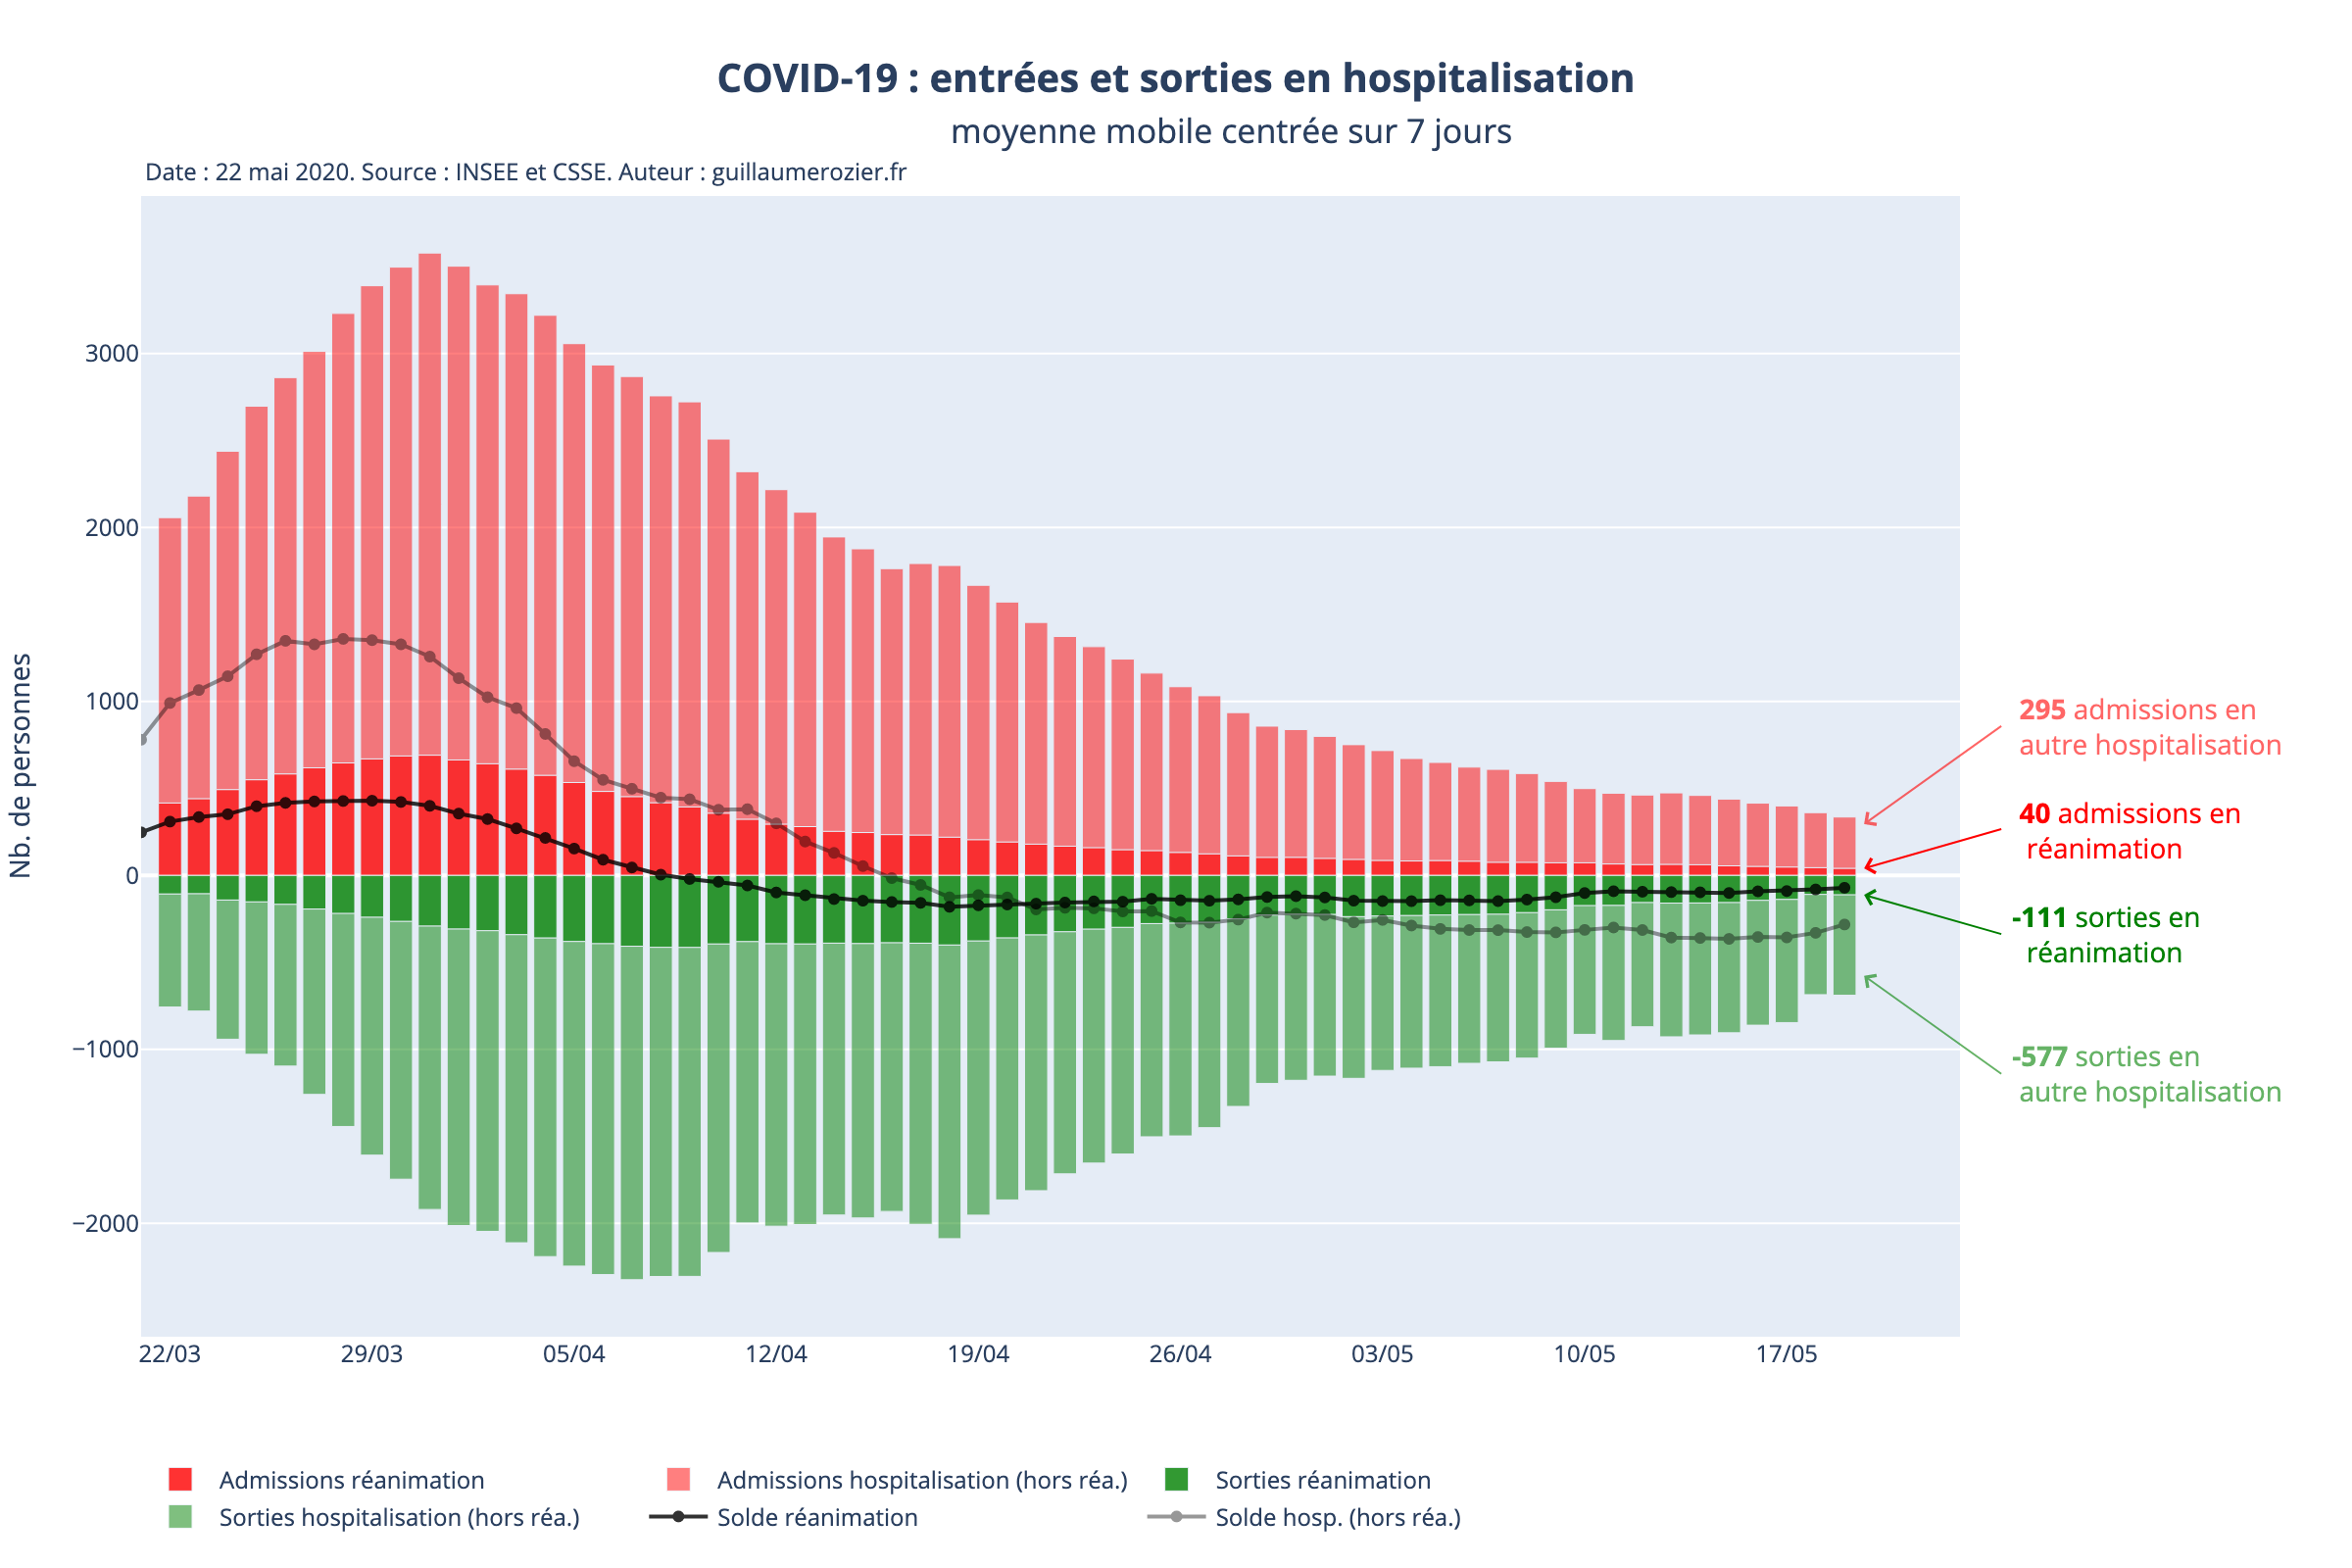 COVID-19 : entrées et sorties en hospitalisation
moyenne mobile centrée sur 7 jours
Date : 22 mai 2020. Source : INSEE et CSSE. Auteur : guillaumerozier.fr
Nb. de personnes
3000
2000
1000
0
−1000
−2000
22/03
29/03
05/04
12/04
19/04
26/04
03/05
10/05
17/05
295 admissions en
autre hospitalisation
40 admissions en
réanimation
-111 sorties en
réanimation
-577 sorties en
autre hospitalisation
Admissions réanimation
Admissions hospitalisation (hors réa.)
Sorties réanimation
Sorties hospitalisation (hors réa.)
Solde réanimation
Solde hosp. (hors réa.)